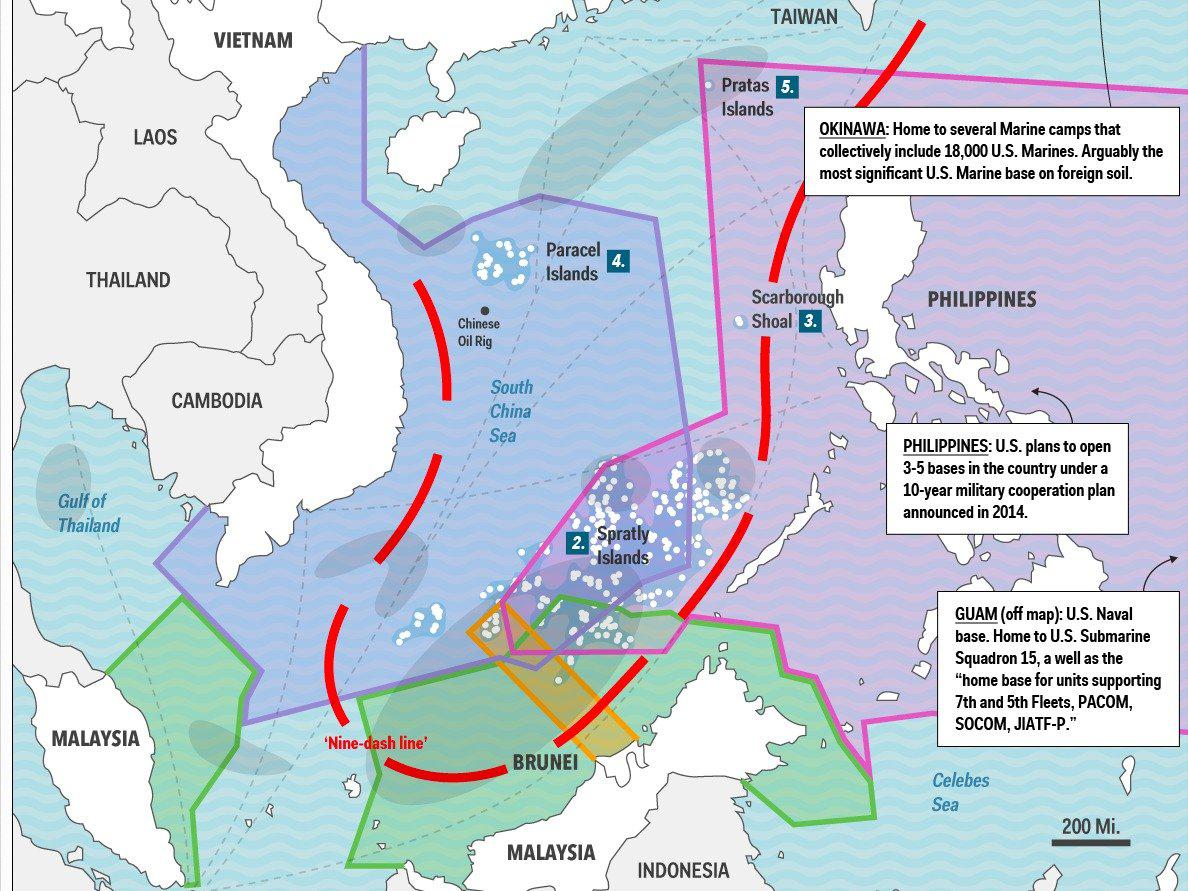 TAIWAN
VIETNAM
Pratas
Islands
5.
OKINAWA: Home to several Marine camps that
collectively include 18,000 U.S. Marines. Arguably the
most significant U.S. Marine base on foreign soil.
LAOS
Paracel
Islands
4.
THAILAND
Scarborough
Shoal
3.
PHILIPPINES
Chinese
Oil Rig
South
China
Sea
CAMBODIA
PHILIPPINES: U.S. plans to open
3-5 bases in the country under a
10-year military cooperation plan
announced in 2014.
Gulf of
Thailand
2.
Spratly
Islands
GUAM (off map): U.S. Naval
base. Home to U.S. Submarine
Squadron 15, a well as the
“home base for units supporting
7th and 5th Fleets, PACOM,
SOCOM, JIATF-P.”
MALAYSIA
‘Nine-dash line’
BRUNEI
Celebes
Sea
200 Mi.
MALAYSIA
INDONESIA